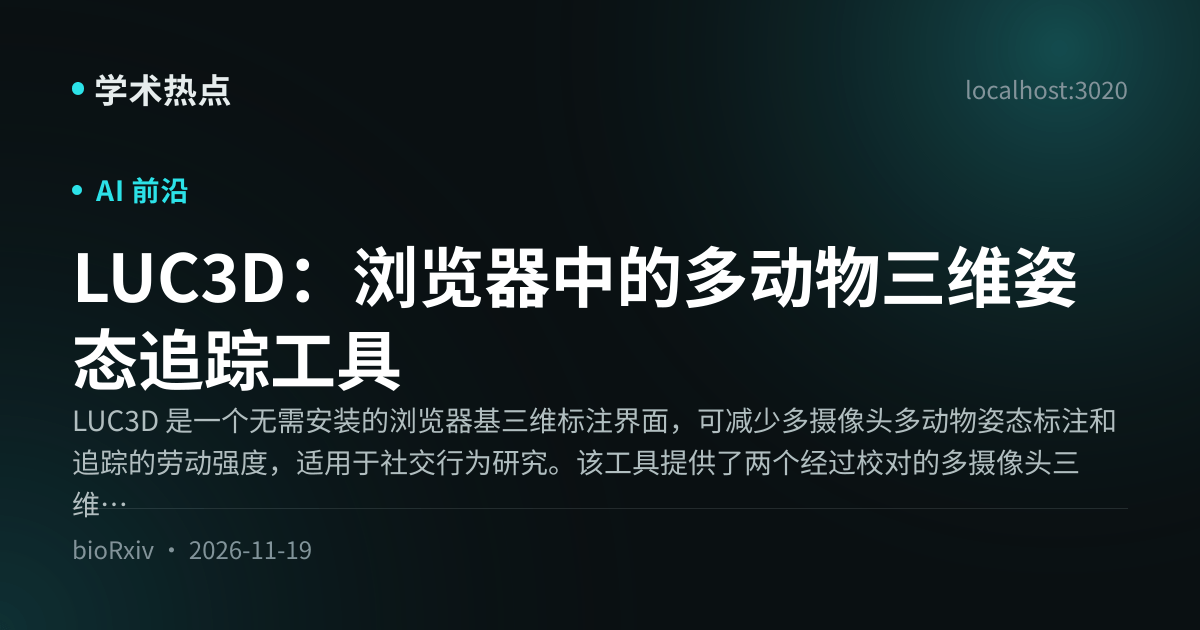 学术热点
localhost:3020
AI 前沿
LUC3D：浏览器中的多动物三维姿
态追踪工具
LUC3D 是一个无需安装的浏览器基三维标注界面，可减少多摄像头多动物姿态标注和
追踪的劳动强度，适用于社交行为研究。该工具提供了两个经过校对的多摄像头三
维…
bioRxiv · 2026-11-19